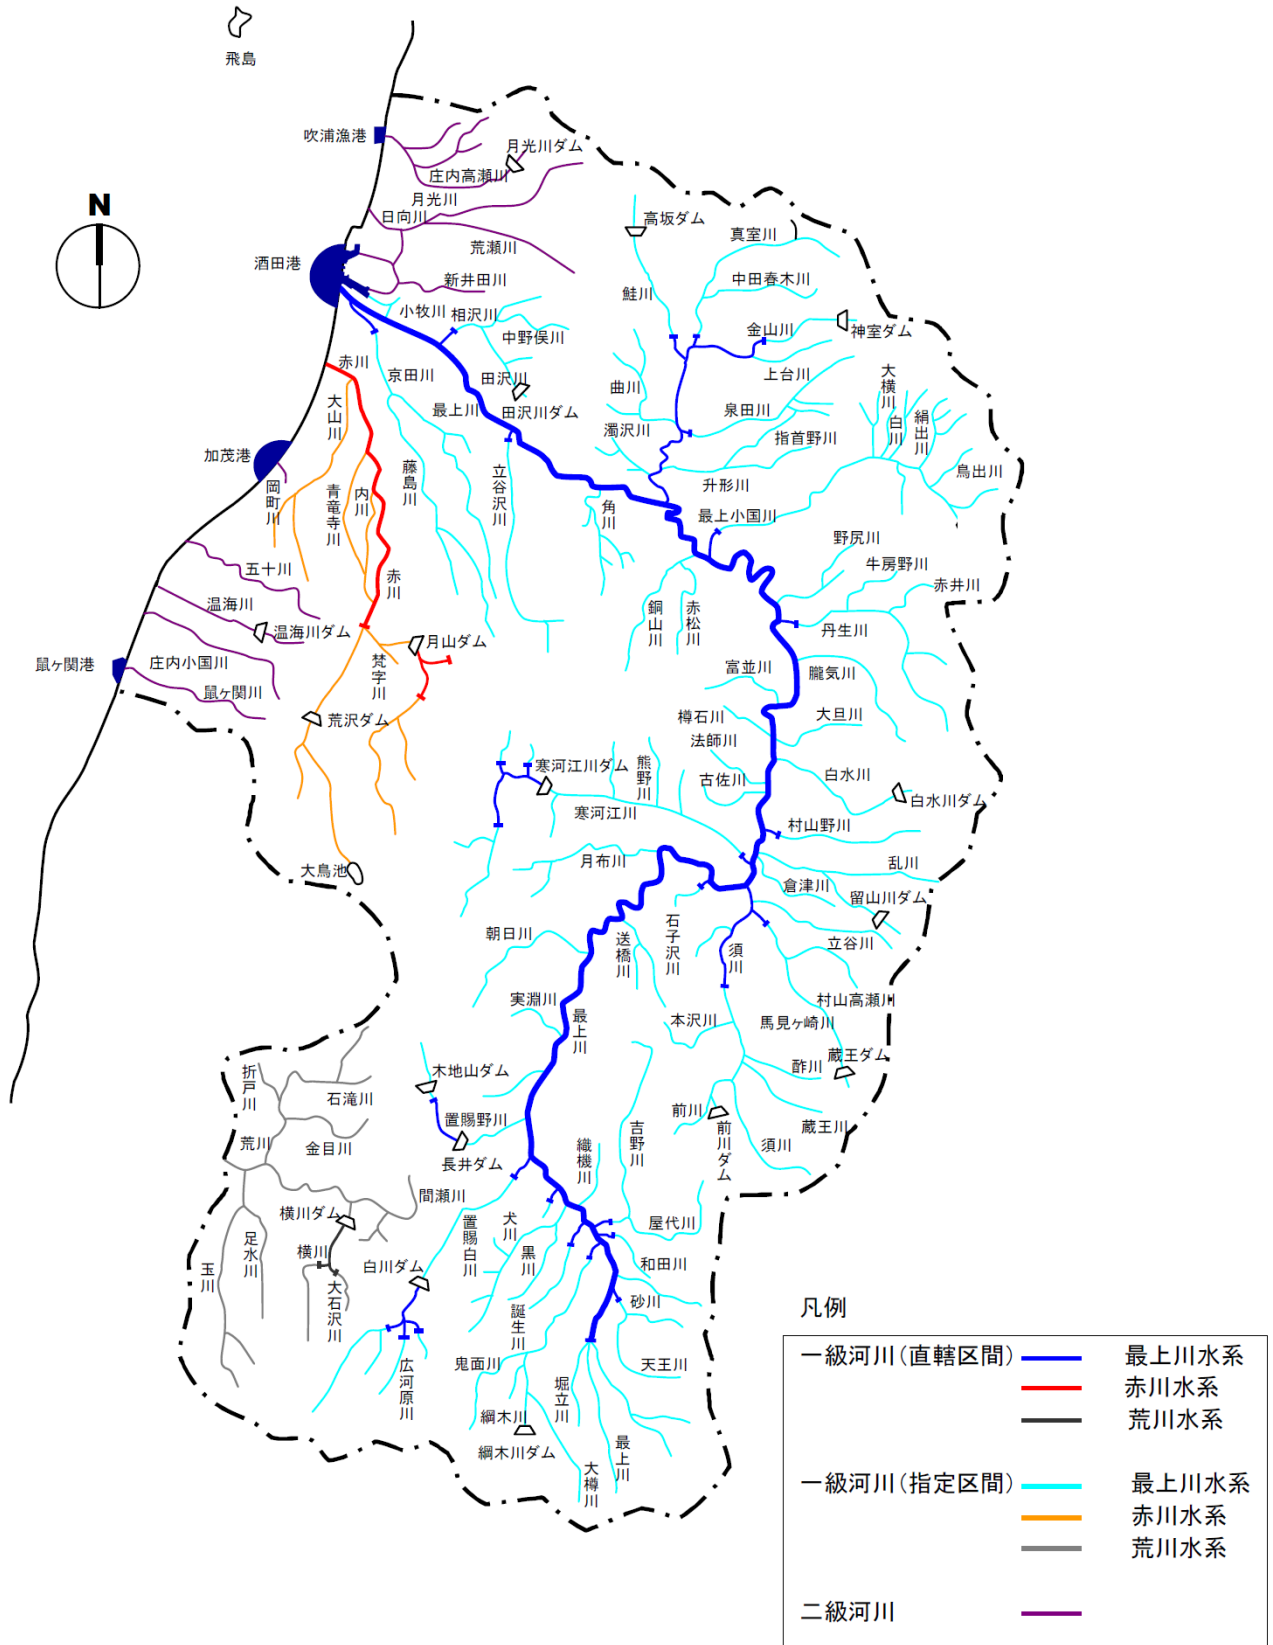 飛島
吹浦漁港
月光川ダム
庄内高瀬川
月光川
日向川
荒瀬川
N
酒田港
新井田川
小牧川
相沢川
中野俣川
高坂ダム
真室川
中田春木川
鮭川
金山川
神室ダム
赤川
京田川
田沢川
田沢川ダム
最上川
曲川
上台川
泉田川
濁沢川
指首野川
大横川
白川
絹出川
鳥出川
大山川
加茂港
岡町川
青竜寺川
内川
藤島川
立谷沢川
角川
升形川
最上小国川
野尻川
牛房野川
赤井川
五十川
温海川
温海川ダム
赤川
銅山川
赤松川
丹生川
鼠ヶ関港
庄内小国川
鼠ヶ関川
梵字川
月山ダム
荒沢ダム
富並川
朧気川
樽石川
大旦川
法師川
寒河江川ダム
熊野川
古佐川
白水川
白水川ダム
寒河江川
村山野川
月布川
乱川
大鳥池
倉津川
留山川ダム
朝日川
送橋川
石子沢川
須川
立谷川
実淵川
最上川
村山高瀬川
本沢川
馬見ヶ崎川
酢川
蔵王ダム
折戸川
石滝川
木地山ダム
置賜野川
前川
前川ダム
蔵王川
須川
荒川
金目川
長井ダム
織機川
吉野川
間瀬川
横川ダム
置賜白川
犬川
黒川
屋代川
足水川
横川
白川ダム
和田川
玉川
大石沢川
誕生川
砂川
鬼面川
天王川
広河原川
堀立川
綱木川
綱木川ダム
最上川
大樽川
凡例
一級河川（直轄区間） 最上川水系
赤川水系
荒川水系
一級河川（指定区間） 最上川水系
赤川水系
荒川水系
二級河川